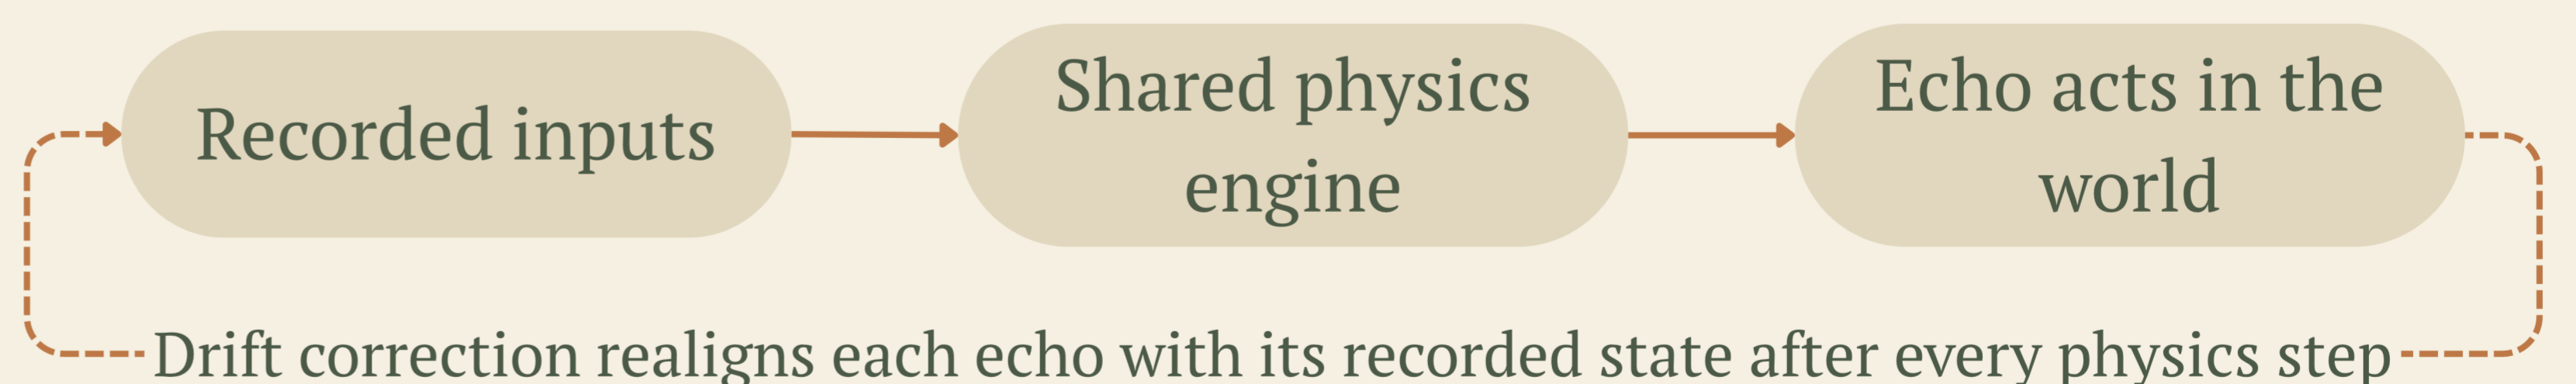 Recorded inputs
Shared physics
engine
Echo acts in the
world
Drift correction realigns each echo with its recorded state after every physics step